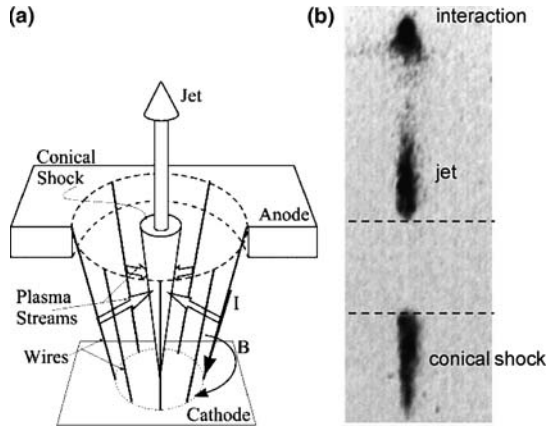 (a)
Jet
Conical
Shock
Anode
Plasma
Streams
I
B
Wires
Cathode
(b)
interaction
jet
conical shock